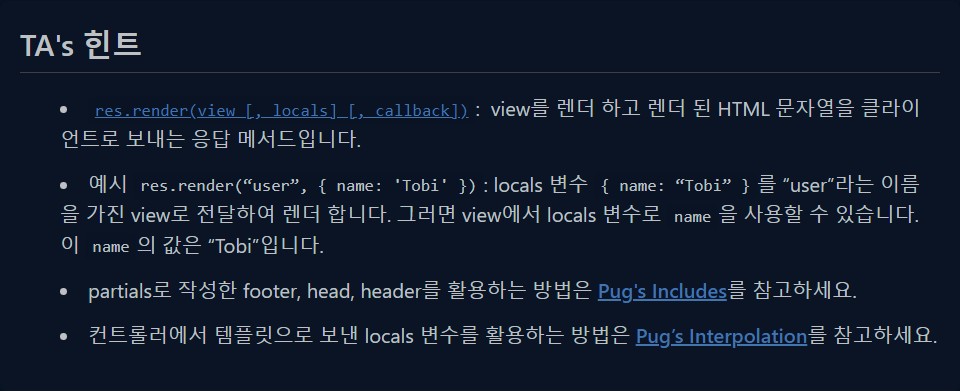 TA's 힌트
res.render(view [, locals] [, callback]) : view를 렌더 하고 렌더 된 HTML 문자열을 클라이
언트로 보내는 응답 메서드입니다.
예시 res.render(“user”, { name: 'Tobi' }) : locals 변수 { name: “Tobi” } 를 “user”라는 이름
을 가진 view로 전달하여 렌더 합니다. 그러면 view에서 locals 변수로 name 을 사용할 수 있습니다.
이 name 의 값은 “Tobi”입니다.
partials로 작성한 footer, head, header를 활용하는 방법은 Pug's Includes를 참고하세요.
컨트롤러에서 템플릿으로 보낸 locals 변수를 활용하는 방법은 Pug’s Interpolation를 참고하세요.